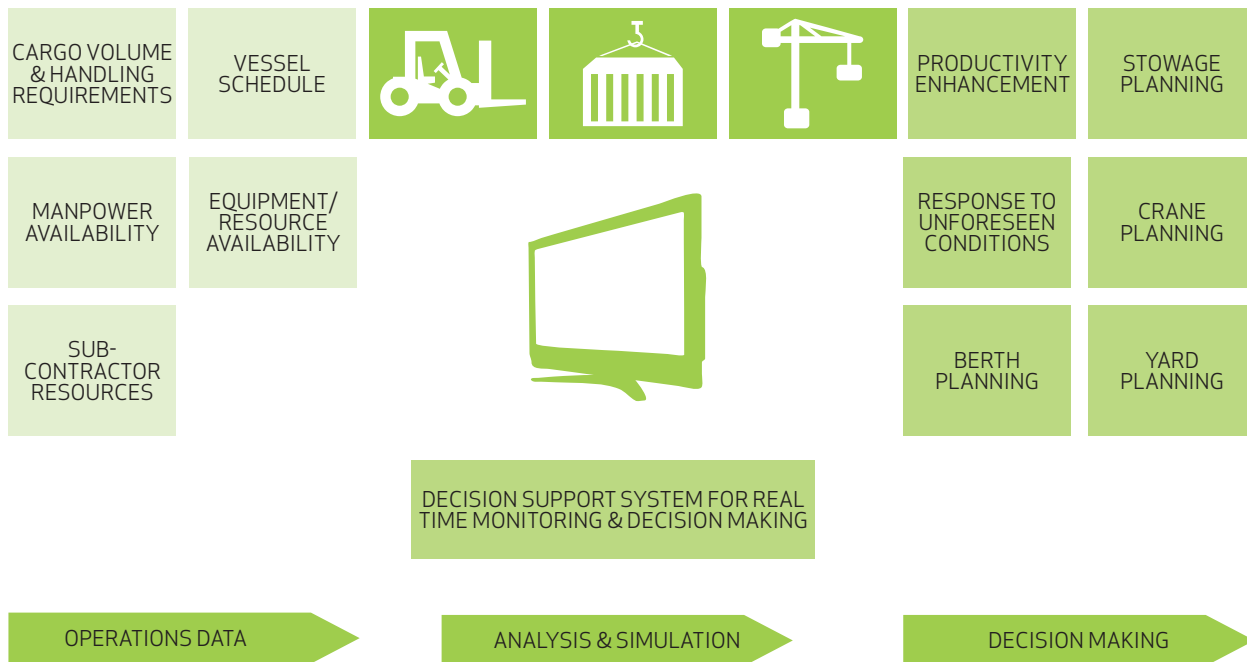 CARGO VOLUME
& HANDLING
REQUIREMENTS
VESSEL
SCHEDULE
PRODUCTIVITY
ENHANCEMENT
STOWAGE
PLANNING
MANPOWER
AVAILABILITY
EQUIPMENT/
RESOURCE
AVAILABILITY
RESPONSE TO
UNFORESEEN
CONDITIONS
CRANE
PLANNING
SUB-
CONTRACTOR
RESOURCES
BERTH
PLANNING
YARD
PLANNING
DECISION SUPPORT SYSTEM FOR REAL
TIME MONITORING & DECISION MAKING
OPERATIONS DATA
ANALYSIS & SIMULATION
DECISION MAKING